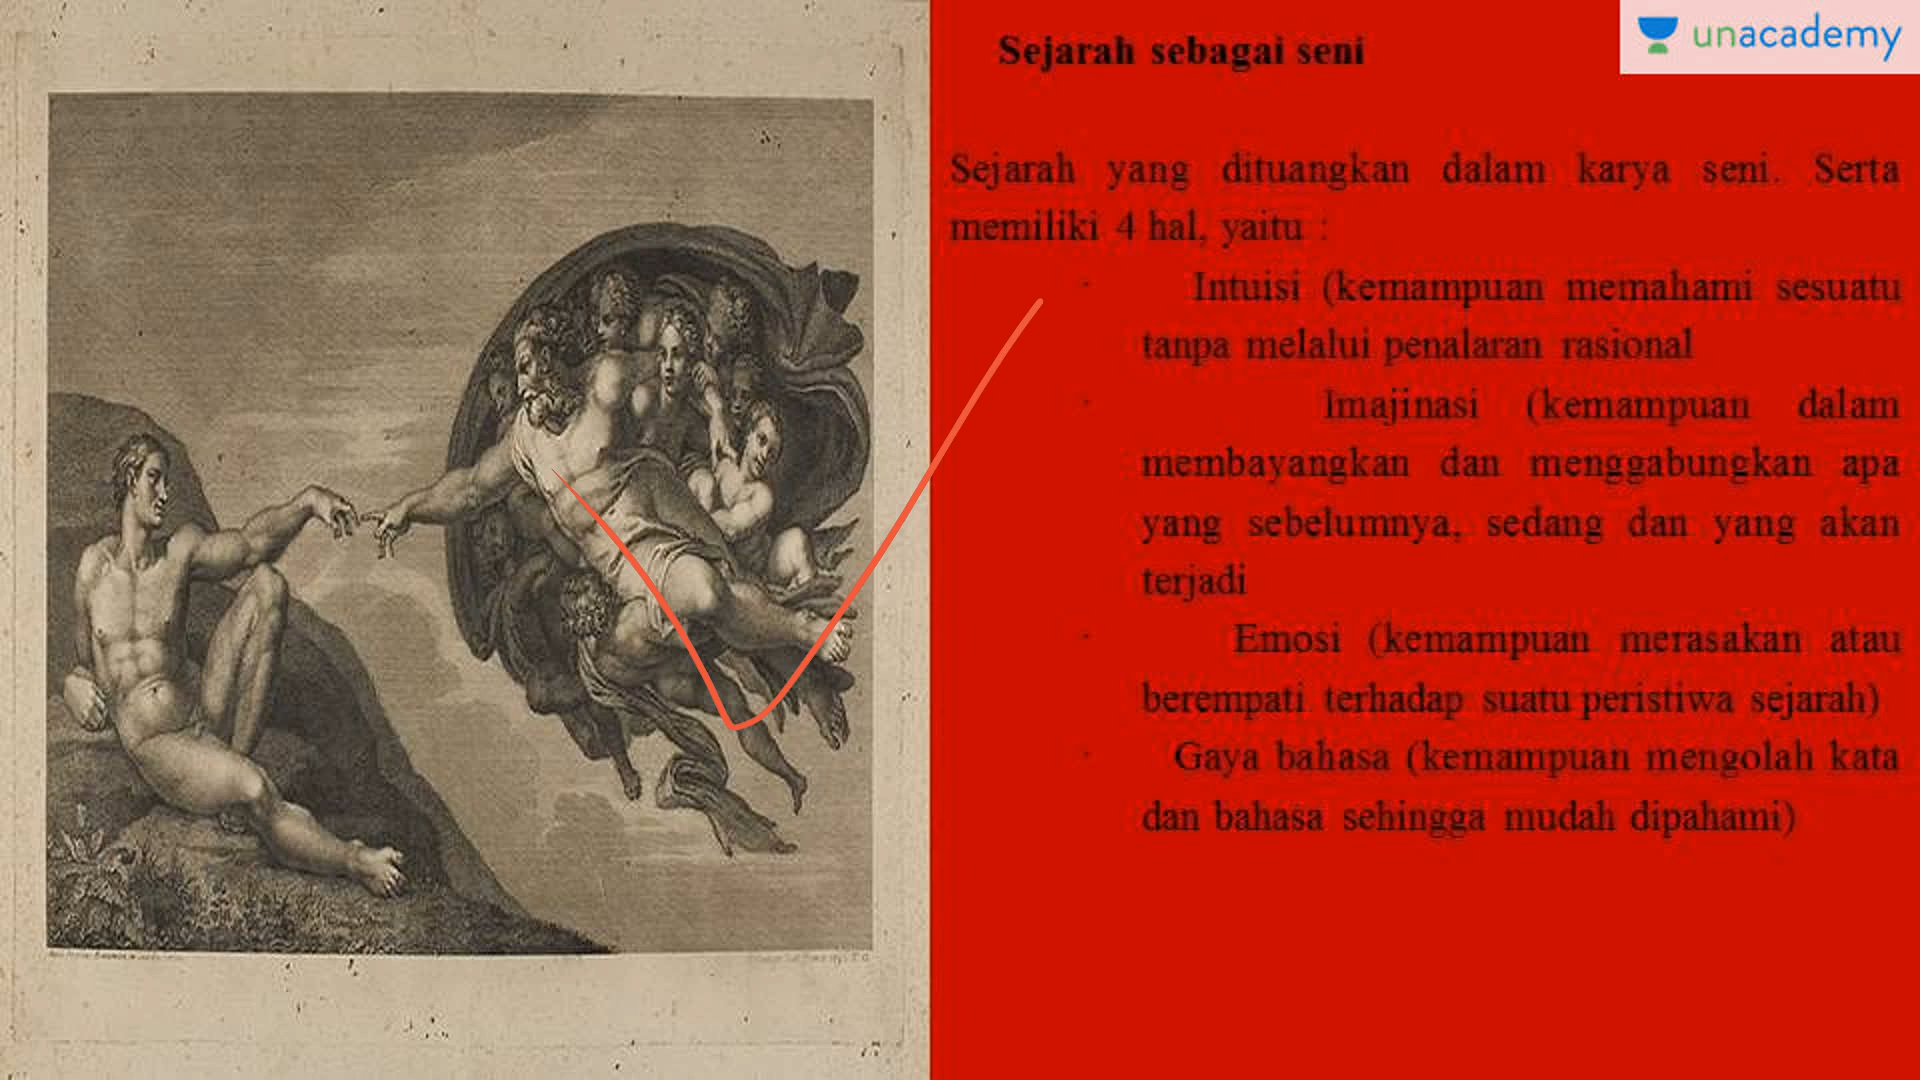 unacademy
Sejarah sebagai seni
Sejarah yang dituangkan dalam karya seni. Serta
memiliki 4 hal, yaitu :
· Intuisi (kemampuan memahami sesuatu
tanpa melalui penalaran rasional
· Imajinasi (kemampuan dalam
membayangkan dan menggabungkan apa
yang sebelumnya, sedang dan yang akan
terjadi
· Emosi (kemampuan merasakan atau
berempati terhadap suatu peristiwa sejarah)
· Gaya bahasa (kemampuan mengolah kata
dan bahasa sehingga mudah dipahami)